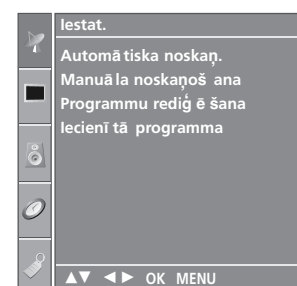 Iestat.
Automātiska noskaņ.
Manuāla noskaņošana
Programmu rediģēšana
Iecienītā programma
▲▼ ◄► OK MENU